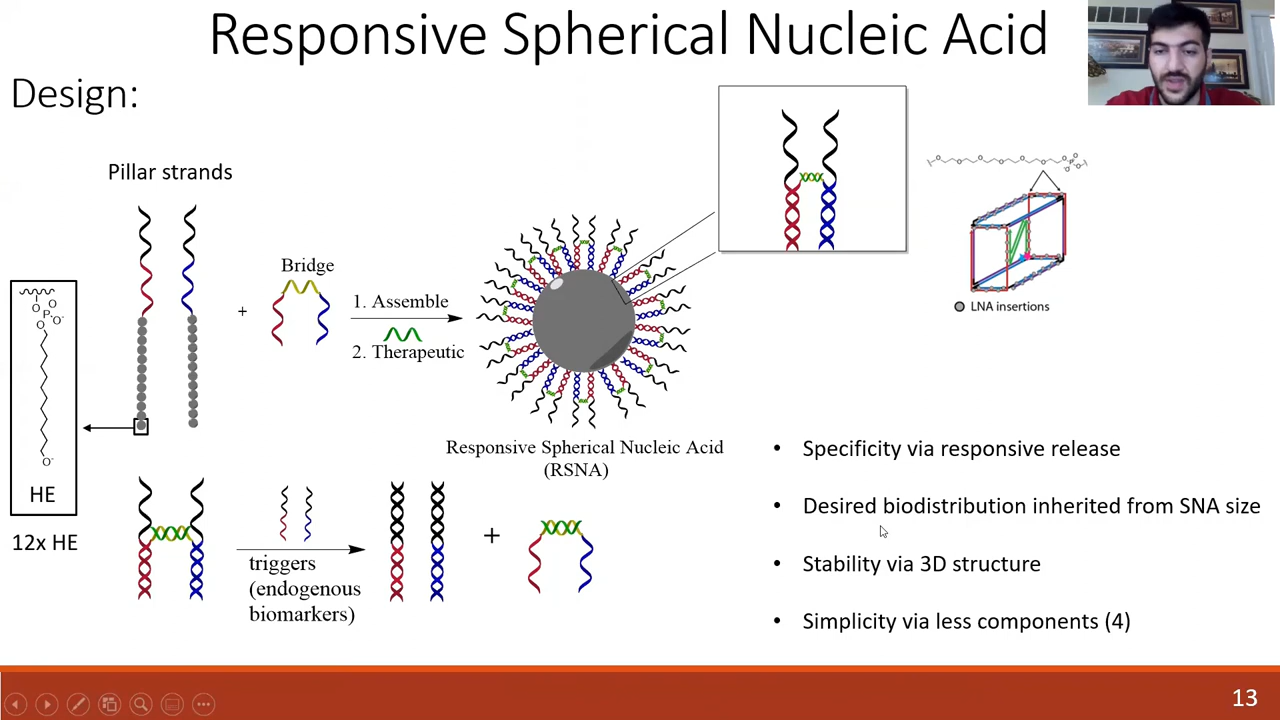 Responsive Spherical Nucleic Acid
Design:
Pillar strands
O
P
O
O-
O
O-
HE
12x HE
+
Bridge
1. Assemble
2. Therapeutic
Responsive Spherical Nucleic Acid
(RSNA)
LNA insertions
triggers
(endogenous
biomarkers)
+
• Specificity via responsive release
• Desired biodistribution inherited from SNA size
• Stability via 3D structure
• Simplicity via less components (4)
13